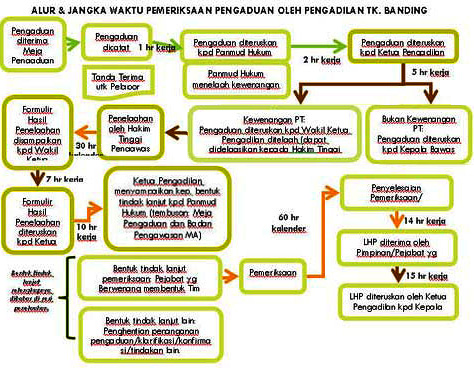 ALUR & JANGKA WAKTU PEMERIKSAAN PENGADUAN OLEH PENGADILAN TK. BANDING
Pengaduan
diterima
Meja
Pengaduan
Pengaduan
dicatat
1 hr kerja
Pengaduan diteruskan
kpd Panmud Hukum
2 hr kerja
Pengaduan diteruskan
kpd Ketua Pengadilan
5 hr kerja
Tanda Terima
utk Pelapor
Panmud Hukum
menelaah kewenangan
Formulir
Hasil
Penelaahan
disampaikan
kpd Wakil
Ketua
30 hr
kalender
Penelaahan
oleh Hakim
Tinggi
Pengawas
Kewenangan PT:
Pengaduan diteruskan kpd Wakil Ketua
Pengadilan ditelaah (dapat
didelegasikan kepada Hakim Tinggi
Bukan Kewenangan
PT:
Pengaduan diteruskan
kpd Kepala Bawas
7 hr kerja
Formulir
Hasil
Penelaahan
diteruskan
kpd Ketua
10 hr
kerja
Ketua Pengadilan
menyampaikan kep. bentuk
tindak lanjut kpd Panmud
Hukum (tembusan: Meja
Pengaduan dan Badan
Pengawasan MA)
60 hr
kalender
Penyelesaian
Pemeriksaan/
14 hr kerja
LHP diterima oleh
Pimpinan/Pejabat yg
15 hr kerja
LHP diteruskan oleh Ketua
Pengadilan kpd Kepala
Bentuk tindak
lanjut
Bentuk tindak lanjut
pemeriksaan: Pejabat yg
Berwenang membentuk Tim
Pemeriksaan
Bentuk tindak lanjut lain:
Penghentian penanganan
pengaduan/klarifikasi/konfirma
si/tindakan lain